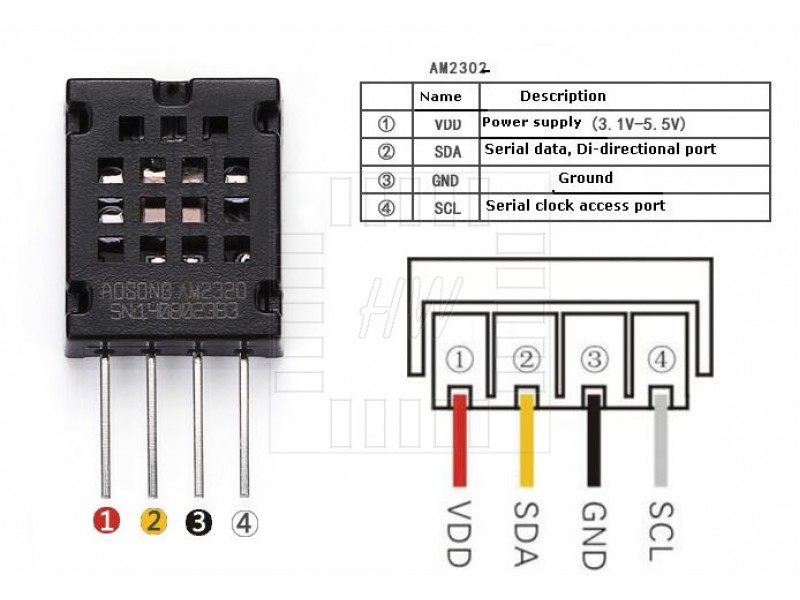 AM2302
Name Description
① VDD Power supply (3.1V-5.5V)
② SDA Serial data, Di-directional port
③ GND Ground
④ SCL Serial clock access port
AOSONG AM2320
SN1408023B3
HW
① ② ③ ④
VDD SDA GND SCL
1 2 3 4